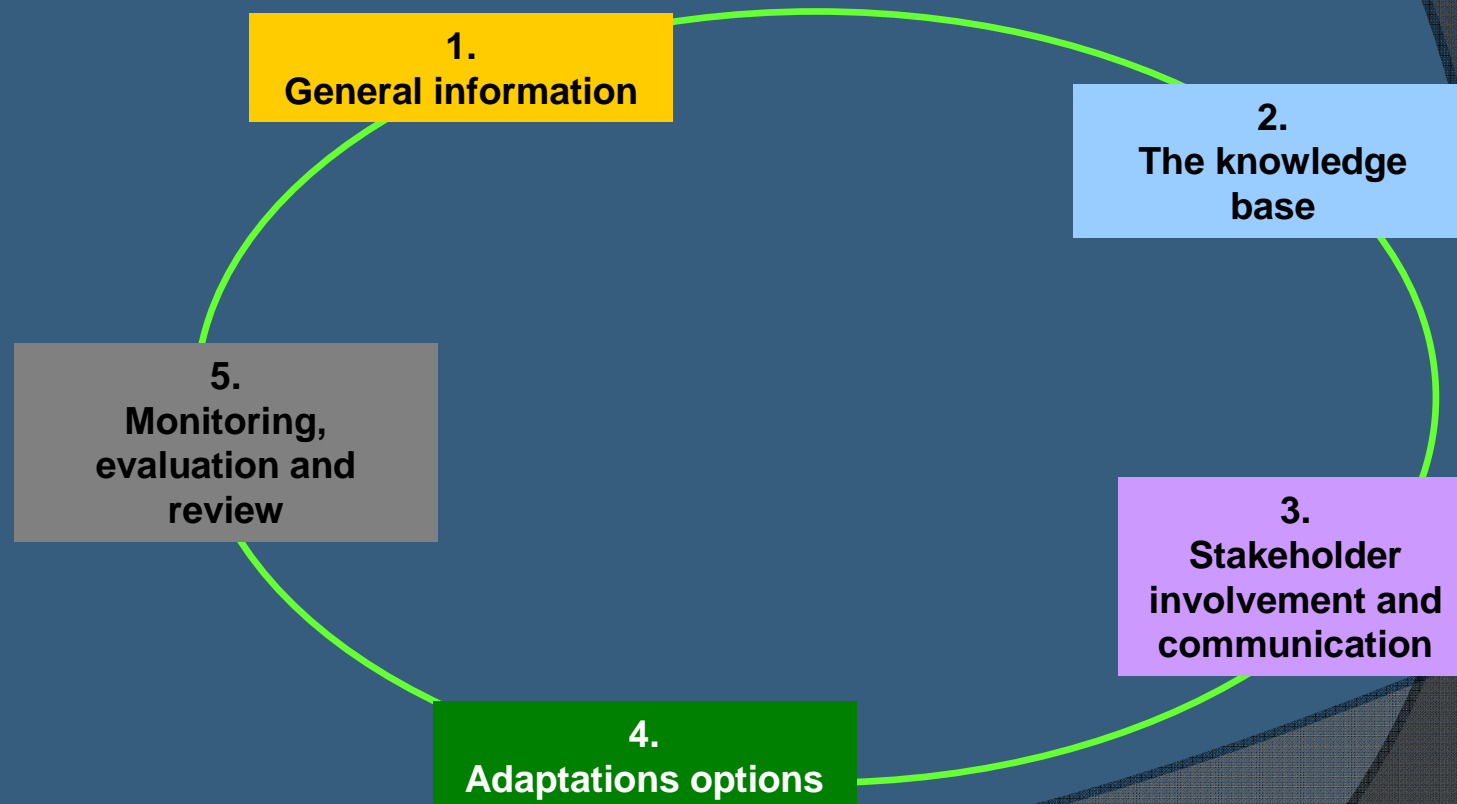 1.
General information
2.
The knowledge
base
3.
Stakeholder
involvement and
communication
4.
Adaptations options
5.
Monitoring,
evaluation and
review